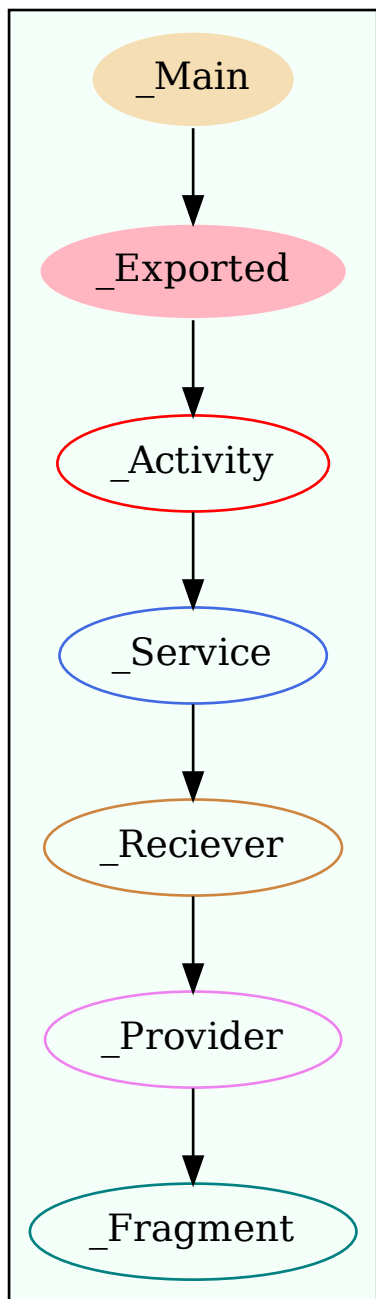 _Main
_Exported
_Activity
_Service
_Reciever
_Provider
_Fragment